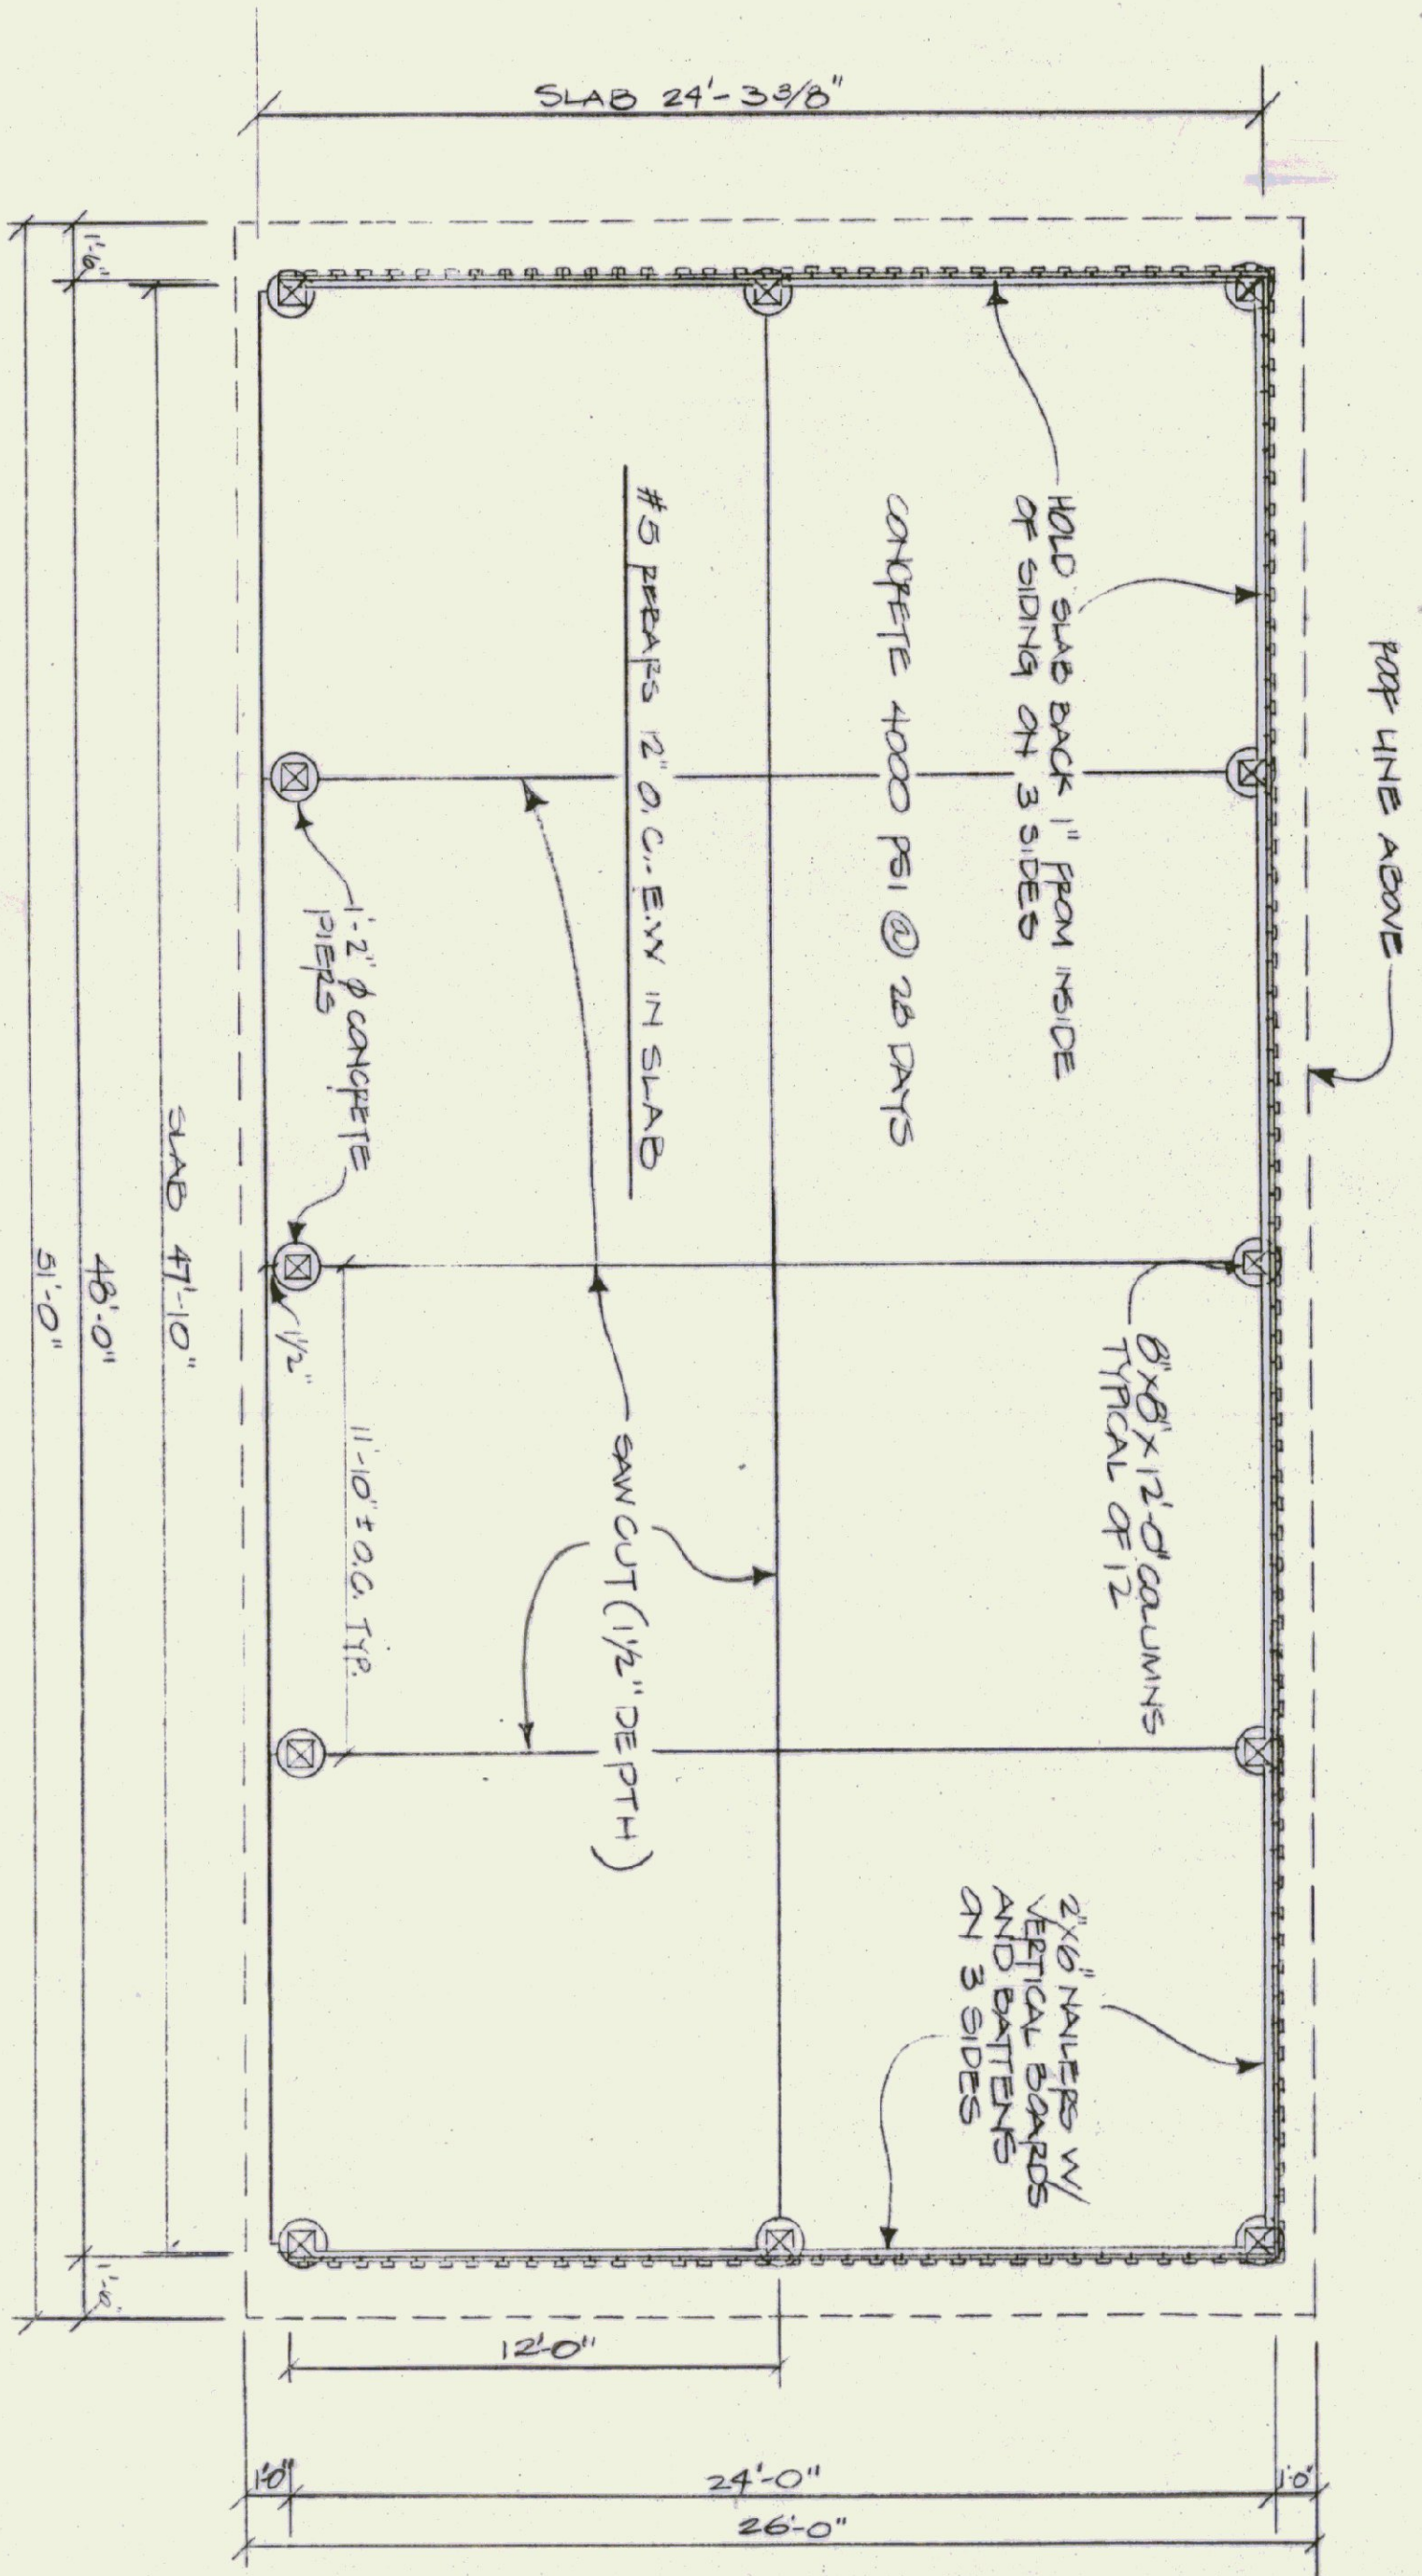 SLAB 24'-3 3/8"
ROOF LINE ABOVE
HOLD SLAB BACK 1" FROM INSIDE
OF SIDING ON 3 SIDES
CONCRETE 4000 PSI @ 28 DAYS
#5 REBARS 12" O.C.-E.W IN SLAB
1'-2" ϕ CONCRETE
PIERS
8"x8"x12'-0" COLUMNS
TYPICAL OF 12
SAW CUT (1 1/2" DEPTH)
1 1/2"
11'-10"± O.C. TYP.
2"x6" NAILERS W/
VERTICAL BOARDS
AND BATTENS
ON 3 SIDES
SLAB 47'-10"
1'-6"
48'-0"
1'-6"
51'-0"
12'-0"
1'-0"
24'-0"
1'-0"
26'-0"